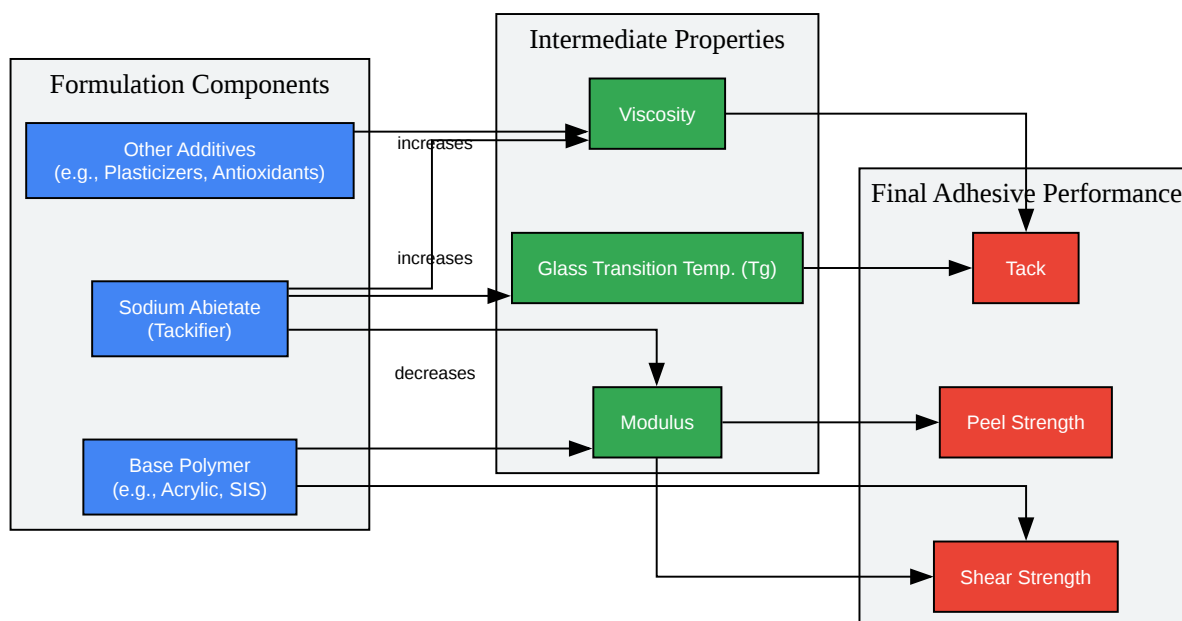 Formulation Components
Other Additives
(e.g., Plasticizers, Antioxidants)
Sodium Abietate
(Tackifier)
Base Polymer
(e.g., Acrylic, SIS)
increases
increases
decreases
Intermediate Properties
Viscosity
Glass Transition Temp. (Tg)
Modulus
Final Adhesive Performance
Tack
Peel Strength
Shear Strength